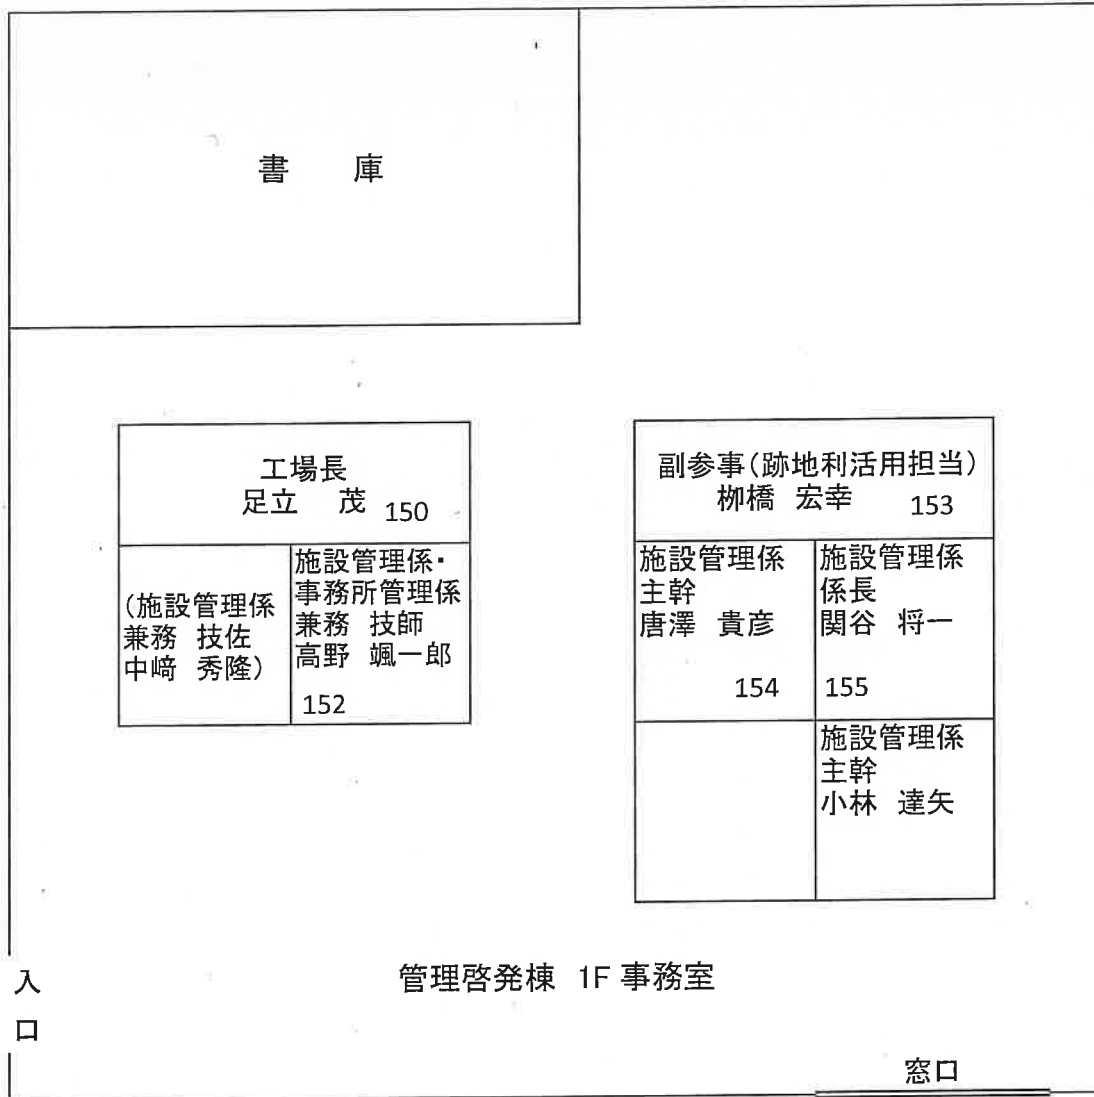 書 庫
工場長
足立 茂 150
(施設管理係
兼務 技佐
中﨑 秀隆)
施設管理係・
事務所管理係
兼務 技師
高野 颯一郎
152
副参事(跡地利活用担当)
栁橋 宏幸 153
施設管理係
主幹
唐澤 貴彦
154
施設管理係
係長
関谷 将一
155
施設管理係
主幹
小林 達矢
入
口
管理啓発棟 1F 事務室
窓口